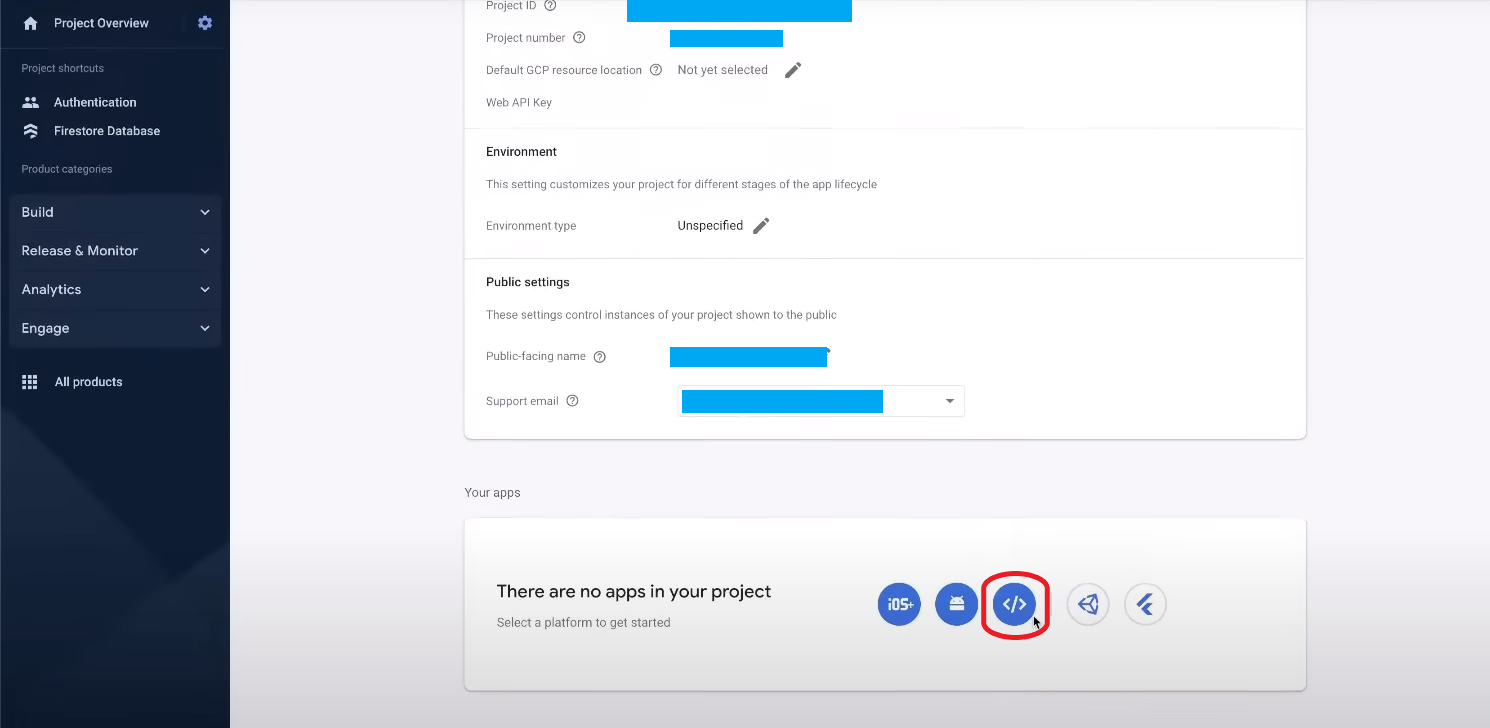 Project Overview
Project shortcuts
Authentication
Firestore Database
Product categories
Build
Release & Monitor
Analytics
Engage
All products
Project ID
Project number
Default GCP resource location Not yet selected
Web API Key
Environment
This setting customizes your project for different stages of the app lifecycle
Environment type Unspecified
Public settings
These settings control instances of your project shown to the public
Public-facing name
Support email
Your apps
There are no apps in your project
Select a platform to get started
iOS+
</>